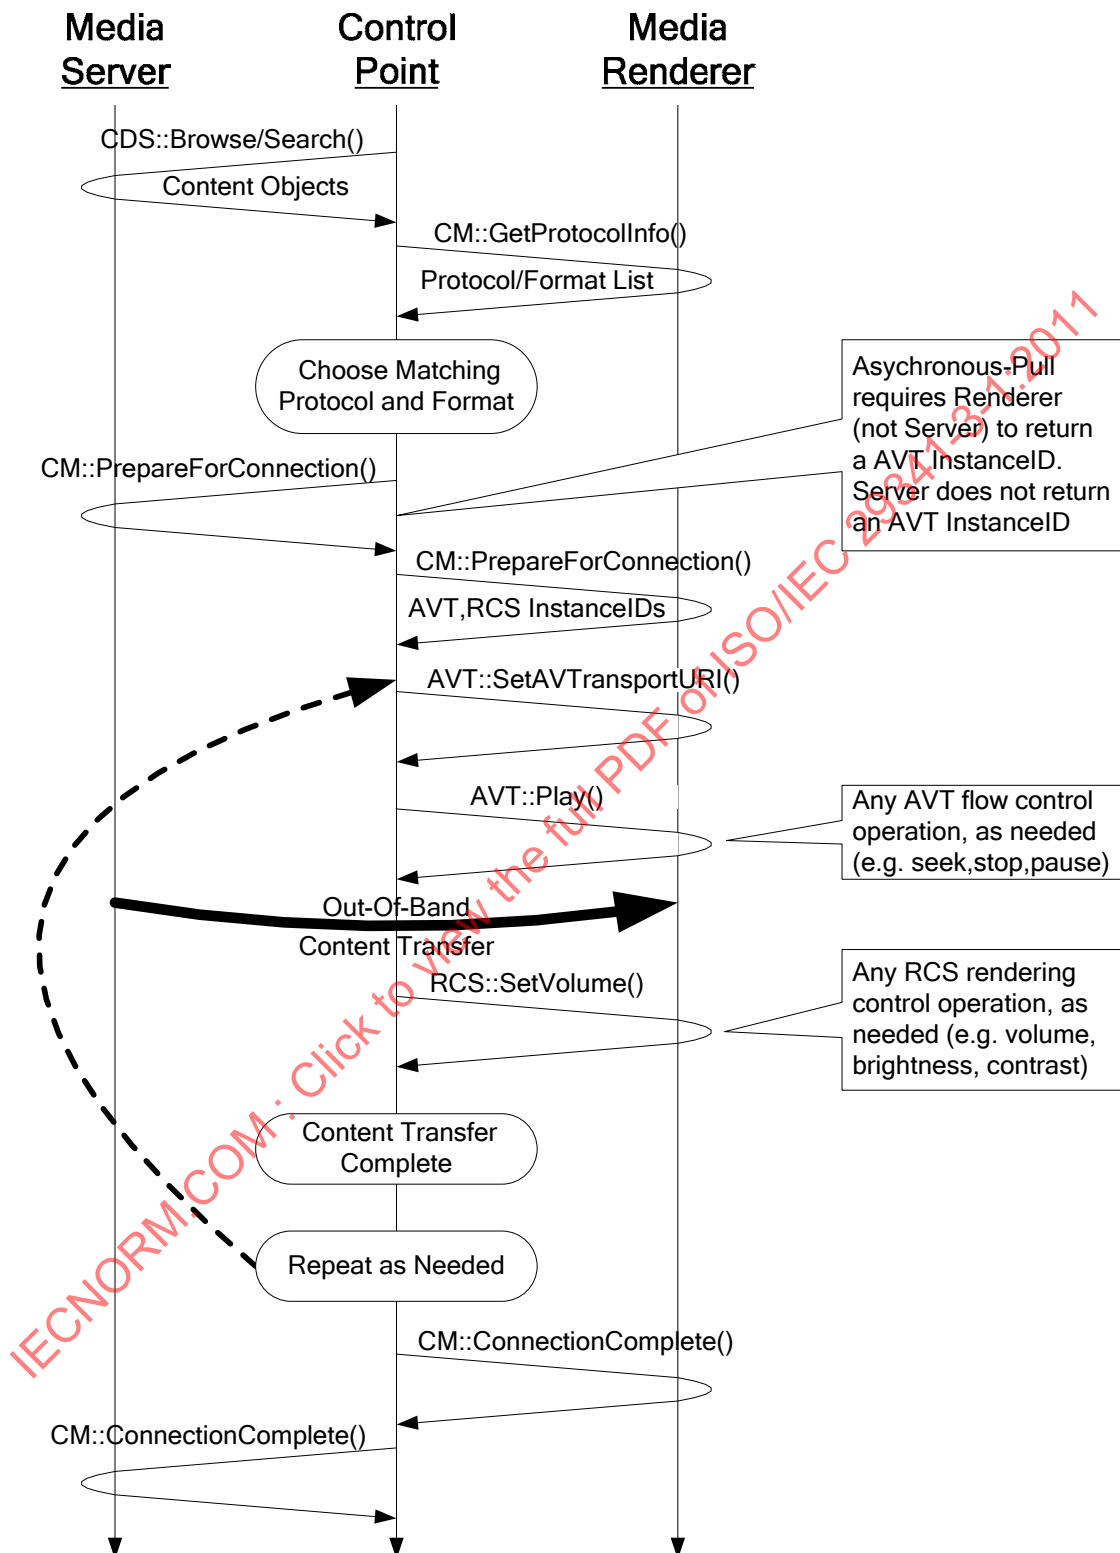 Media Server
Control Point
Media Renderer
CDS::Browse/Search()
Content Objects
CM::GetProtocolInfo()
Protocol/Format List
Choose Matching
Protocol and Format
Asychronous-Pull
requires Renderer
(not Server) to return
a AVT InstanceID.
Server does not return
an AVT InstanceID
CM::PrepareForConnection()
CM::PrepareForConnection()
AVT,RCS InstanceIDs
AVT::SetAVTransportURI()
AVT::Play()
Any AVT flow control
operation, as needed
(e.g. seek,stop,pause)
Out-Of-Band
Content Transfer
RCS::SetVolume()
Any RCS rendering
control operation, as
needed (e.g. volume,
brightness, contrast)
Content Transfer
Complete
Repeat as Needed
CM::ConnectionComplete()
CM::ConnectionComplete()
IECNORM.COM : Click to view the full PDF of ISO/IEC 29341-3-1:2011